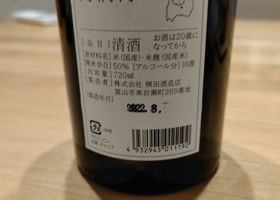 お酒は20歳に
なってから
[品目]清酒
[原材料名]米(国産)・米麹(国産米)
[精米歩合]50% [アルコール分]16度
[内容量]720ml
[製造者]株式会社 桝田酒造店
富山市東岩瀬町269番地
[製造年月]
2022. 8.
4 932945 011192